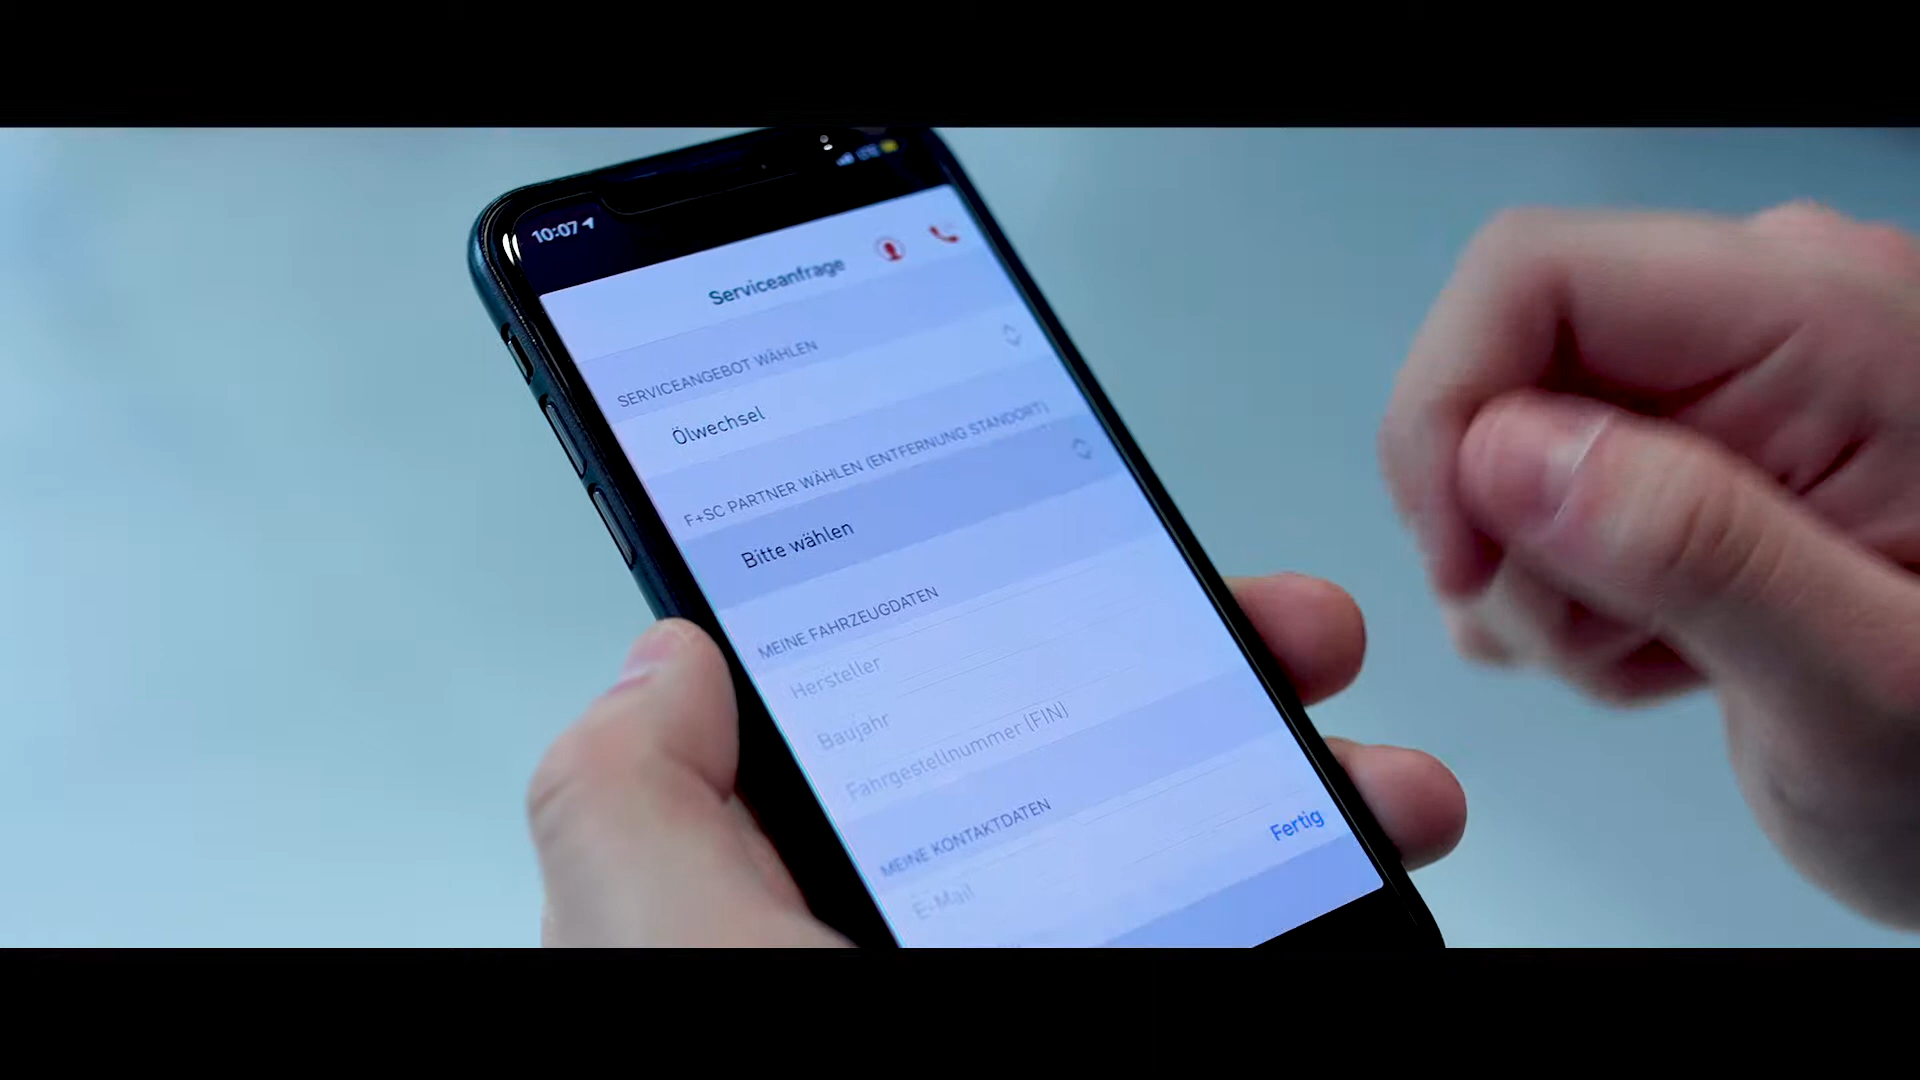 10:07
Serviceanfrage
SERVICEANGEBOT WÄHLEN
Ölwechsel
F+SC PARTNER WÄHLEN (ENTFERNUNG STANDORT)
Bitte wählen
MEINE FAHRZEUGDATEN
Hersteller
Baujahr
Fahrgestellnummer (FIN)
MEINE KONTAKTDATEN
Fertig
E-Mail